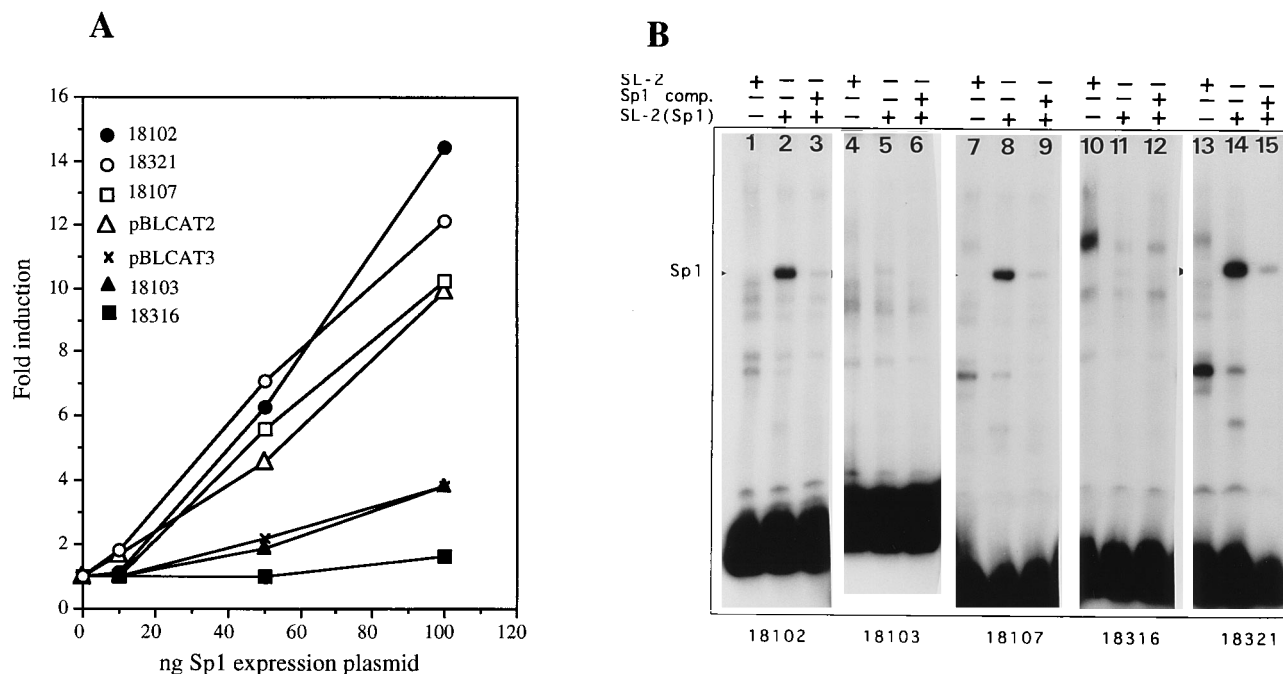 A
B
16
14
12
10
8
6
4
2
0
Fold induction
18102
18321
18107
pBLCAT2
pBLCAT3
18103
18316
0 20 40 60 80 100 120
ng Sp1 expression plasmid
SL-2 + − − + − − + − − + − − + − −
Sp1 comp. − − + − − + − − + − − + − − +
SL-2(Sp1) − + + − + + − + + − + + − + +
1 2 3 4 5 6 7 8 9 10 11 12 13 14 15
Sp1
18102 18103 18107 18316 18321